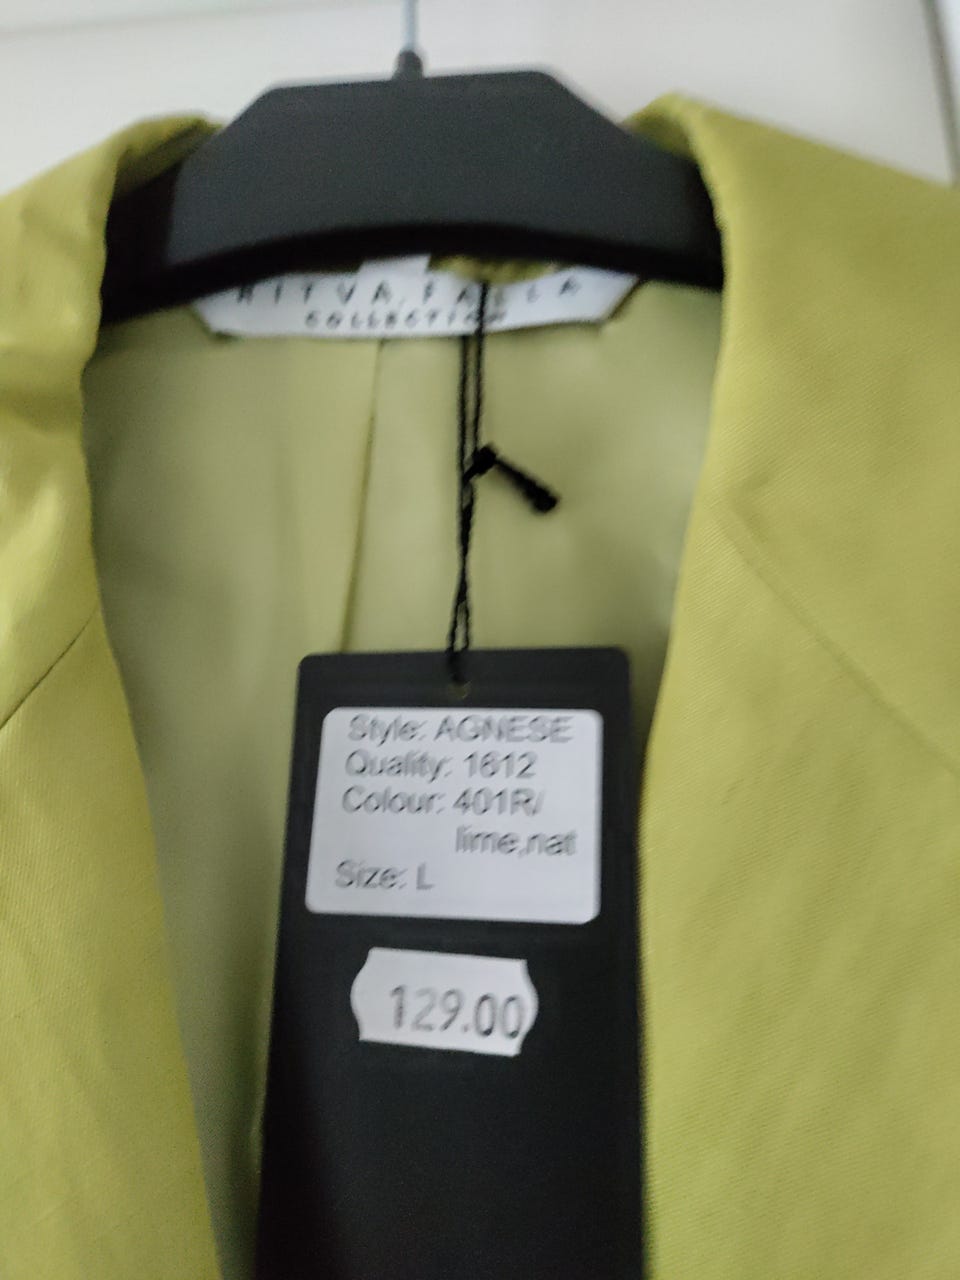 RITVA FALLA
COLLECTION
Style: AGNESE
Quality: 1612
Colour: 401R/
lime,nat
Size: L
129.00